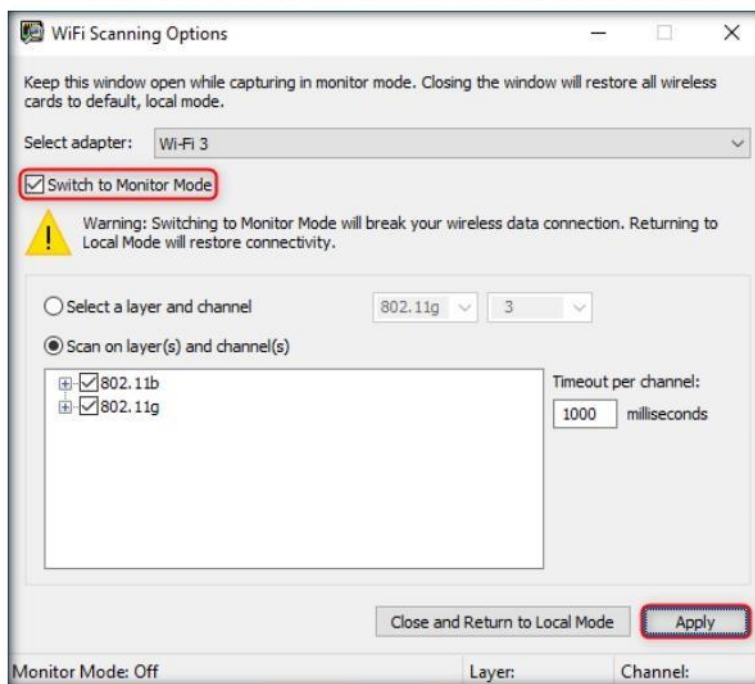 WiFi Scanning Options
Keep this window open while capturing in monitor mode. Closing the window will restore all wireless
cards to default, local mode.
Select adapter: Wi-Fi 3
Switch to Monitor Mode
Warning: Switching to Monitor Mode will break your wireless data connection. Returning to
Local Mode will restore connectivity.
Select a layer and channel 802.11g 3
Scan on layer(s) and channel(s)
802.11b
802.11g
Timeout per channel:
1000 milliseconds
Close and Return to Local Mode Apply
Monitor Mode: Off Layer: Channel: